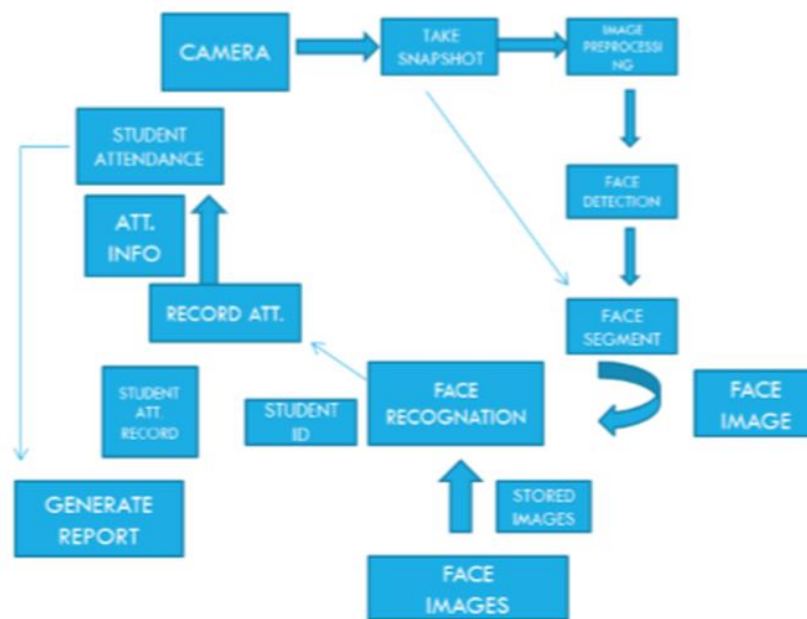 CAMERA
TAKE
SNAPSHOT
IMAGE
PREPROCESSI
NG
STUDENT
ATTENDANCE
FACE
DETECTION
ATT.
INFO
RECORD ATT.
FACE
SEGMENT
STUDENT
ATT.
RECORD
STUDENT
ID
FACE
RECOGNATION
FACE
IMAGE
GENERATE
REPORT
STORED
IMAGES
FACE
IMAGES